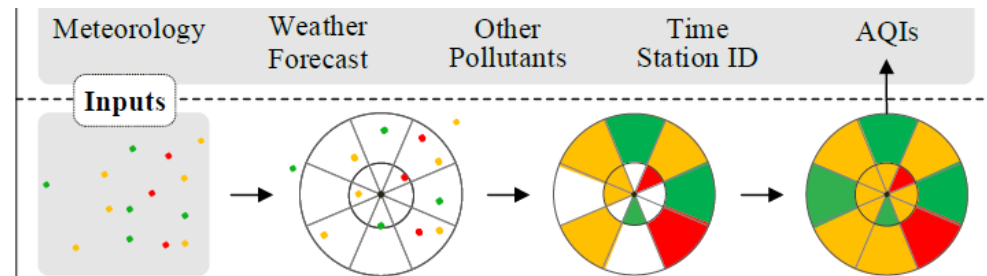 Meteorology
Weather
Forecast
Other
Pollutants
Time
Station ID
AQIs
Inputs